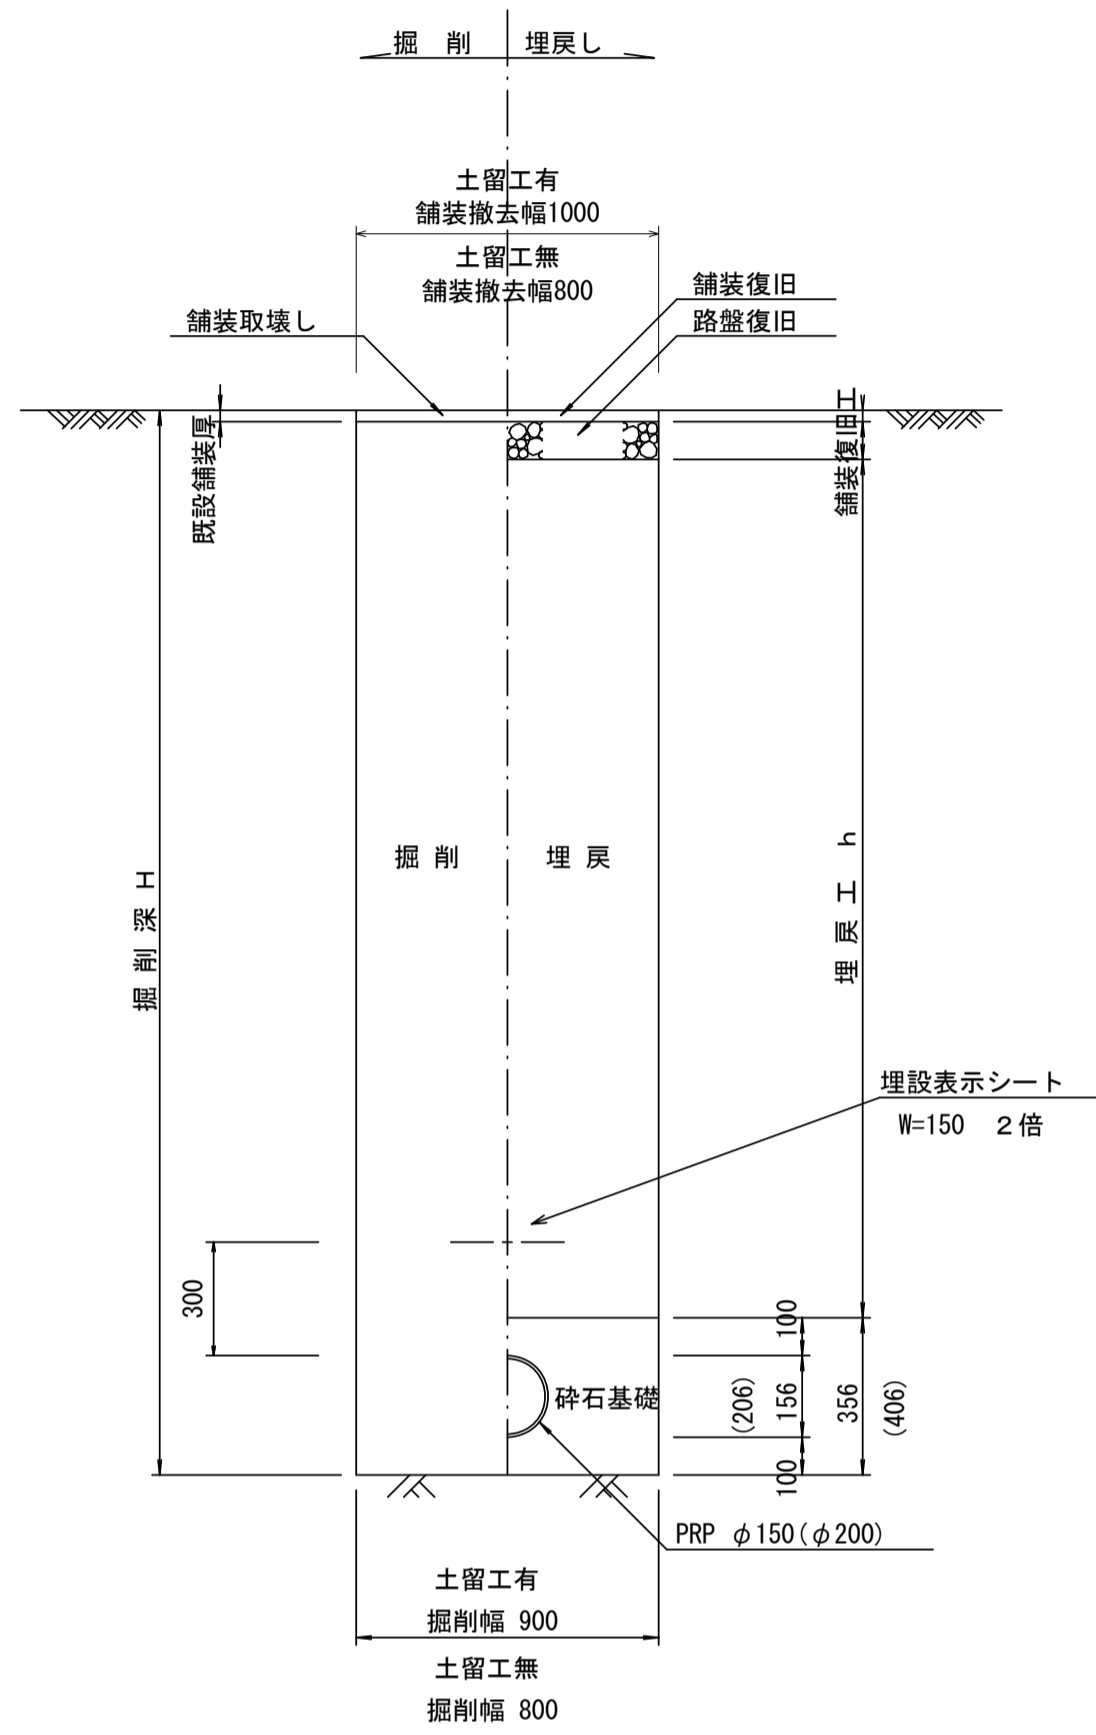 掘 削 埋戻し
土留工有
舗装撤去幅1000
土留工無
舗装撤去幅800
舗装復旧
路盤復旧
舗装取壊し
既設舗装厚
舗装復旧工
掘削
埋戻
掘削深 H
埋戻工 h
埋設表示シート
W=150 2倍
300
100
砕石基礎
(206)
156
356
(406)
100
PRP φ150(φ200)
土留工有
掘削幅 900
土留工無
掘削幅 800